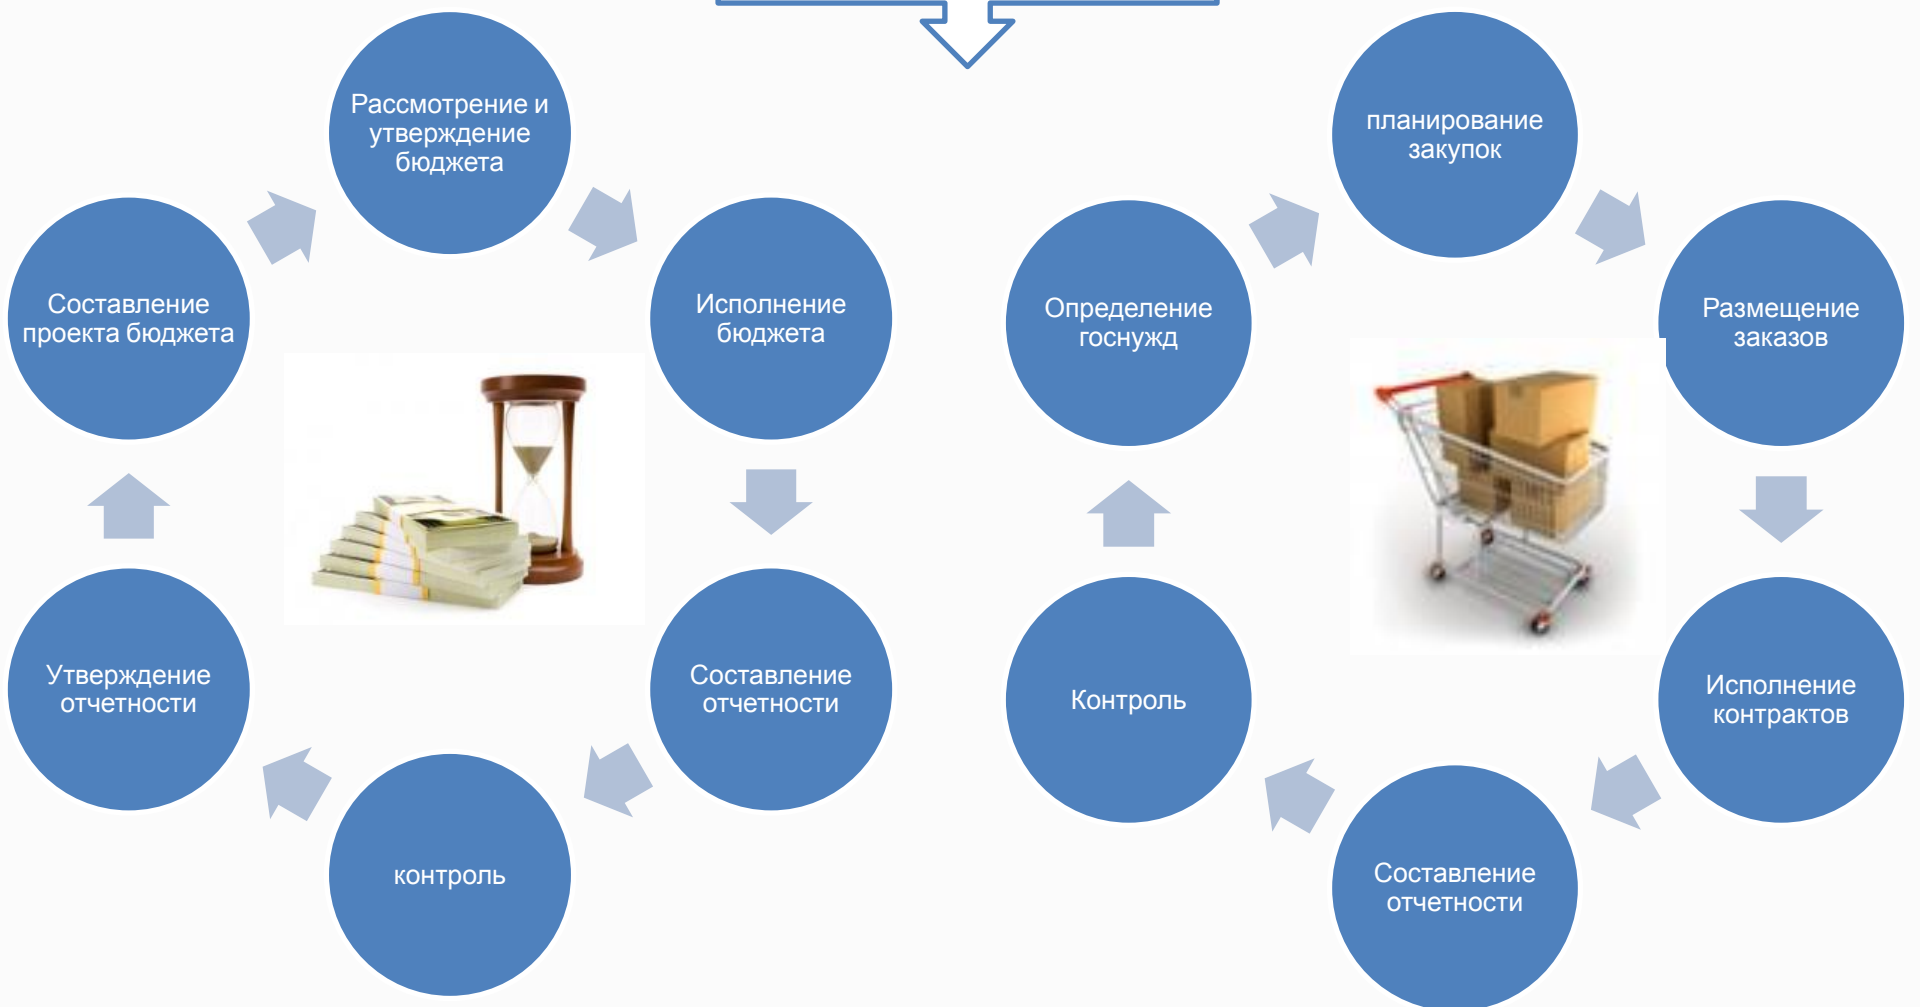 Рассмотрение и
утверждение
бюджета
Исполнение
бюджета
Составление
отчетности
контроль
Утверждение
отчетности
Составление
проекта бюджета
планирование
закупок
Размещение
заказов
Исполнение
контрактов
Составление
отчетности
Контроль
Определение
госнужд